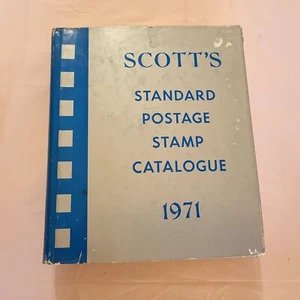 SCOTT'S
STANDARD
POSTAGE
STAMP
CATALOGUE
1971